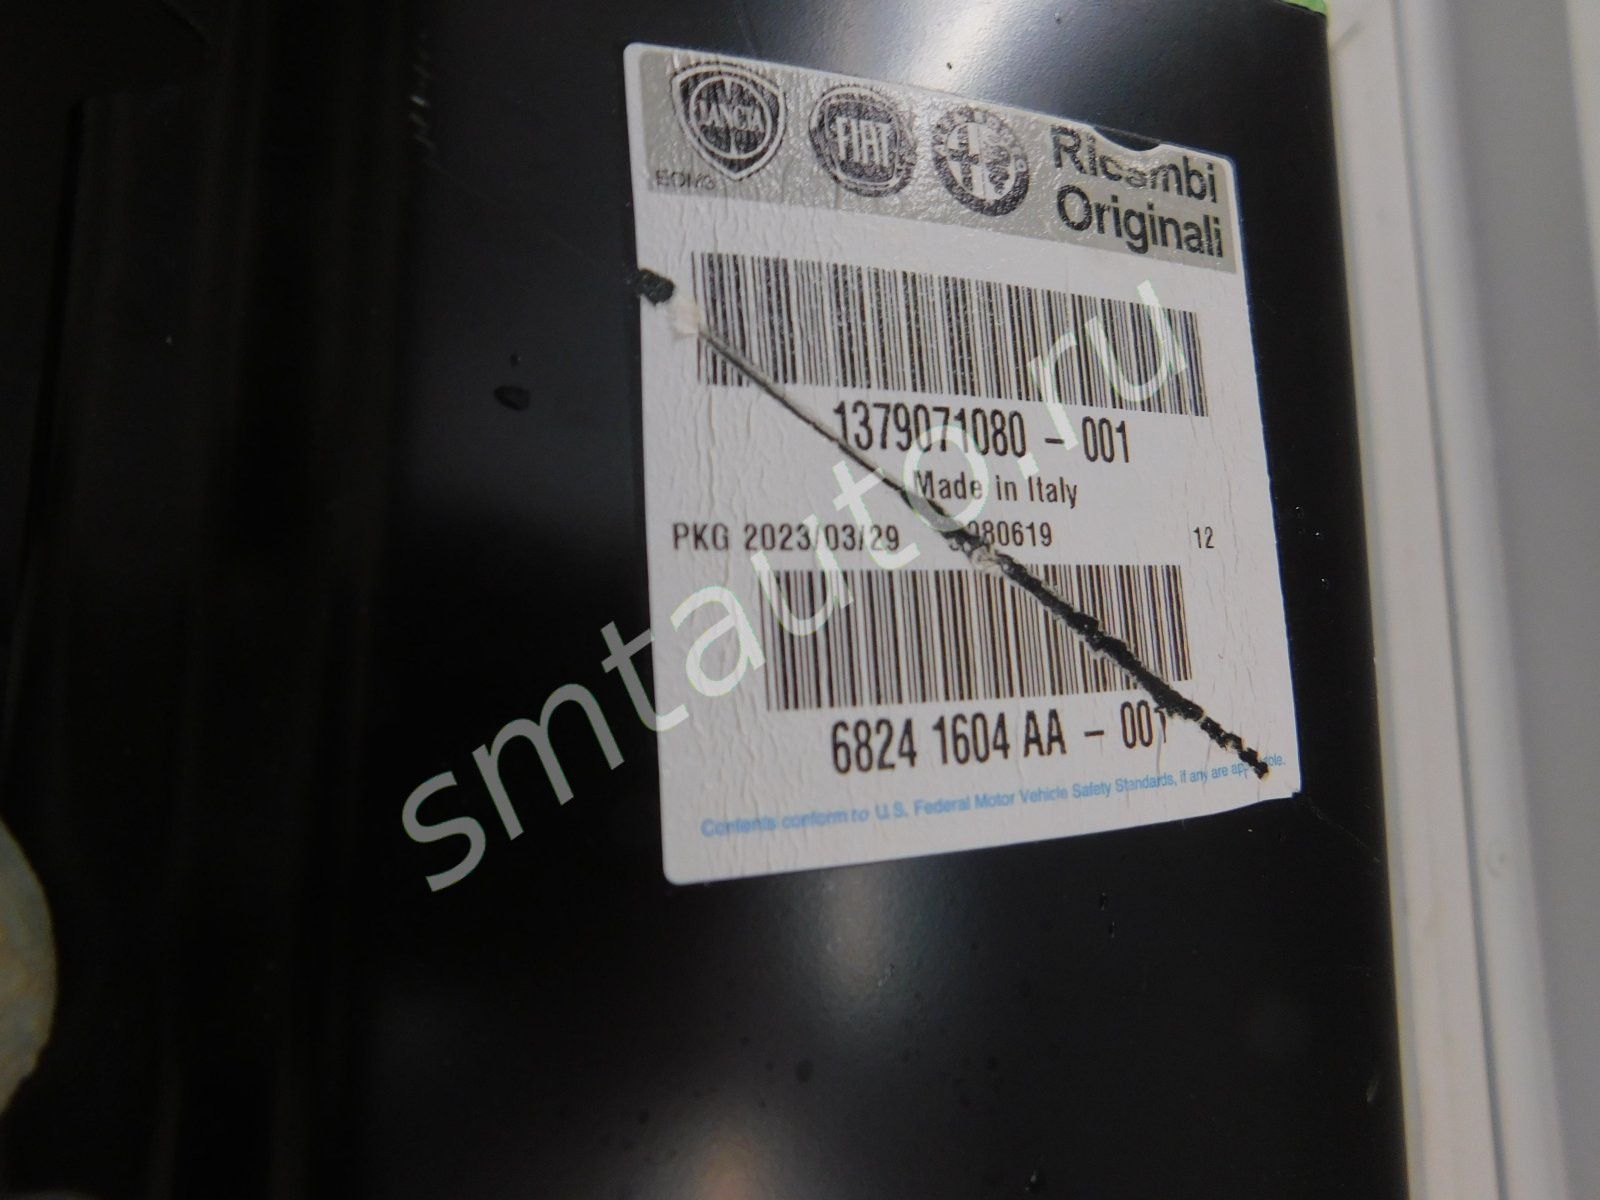 LANCIA FIAT
Ricambi
Originali
1379071080 - 001
Made in Italy
PKG 2023/03/29 12
6824 1604 AA - 001
Contents conform to U.S. Federal Motor Vehicle Safety Standards, if any are applicable.
smtauto.ru